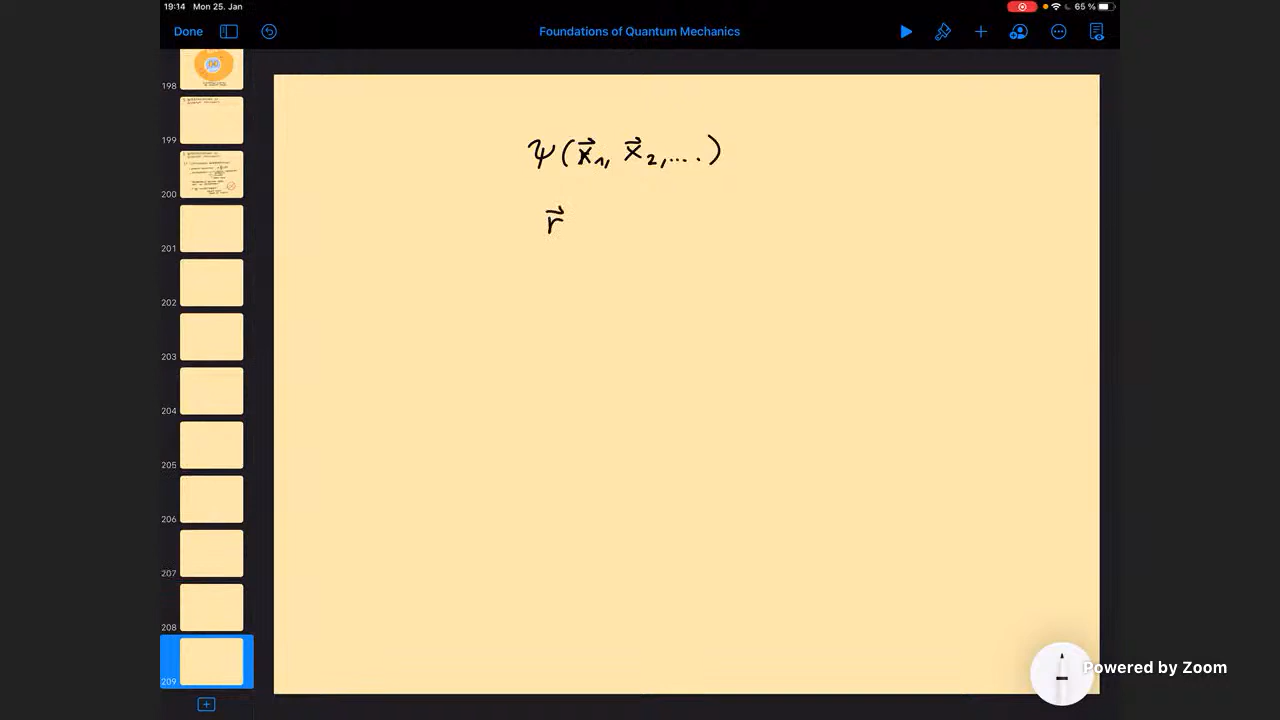 19:14 Mon 25. Jan
65 %
Done
Foundations of Quantum Mechanics
198
199
200
201
202
203
204
205
206
207
208
209
ψ(x⃗₁, x⃗₂,....)
r⃗
Powered by Zoom